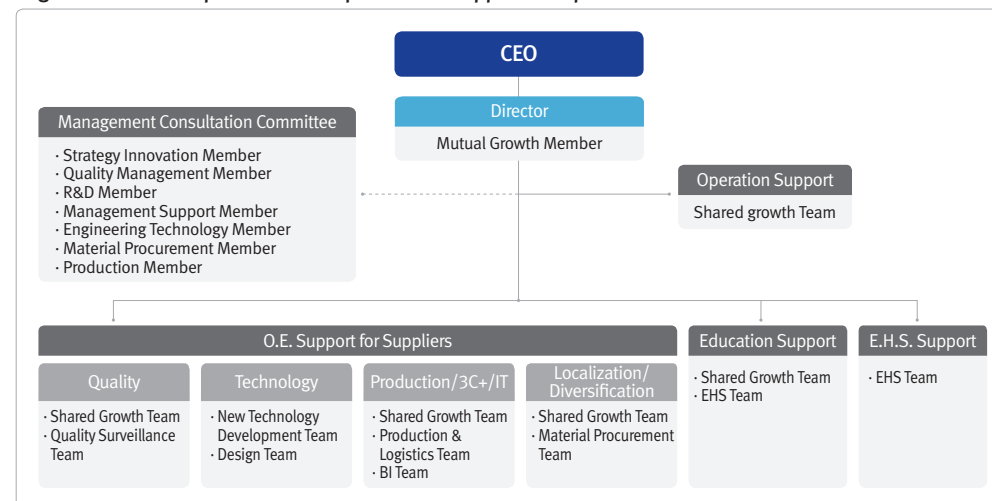 CEO
Director
Mutual Growth Member
Management Consultation Committee
· Strategy Innovation Member
· Quality Management Member
· R&D Member
· Management Support Member
· Engineering Technology Member
· Material Procurement Member
· Production Member
Operation Support
Shared growth Team
O.E. Support for Suppliers
Quality
· Shared Growth Team
· Quality Surveillance
Team
Technology
· New Technology
Development Team
· Design Team
Production/3C+/IT
· Shared Growth Team
· Production &
Logistics Team
· BI Team
Localization/
Diversification
· Shared Growth Team
· Material Procurement
Team
Education Support
· Shared Growth Team
· EHS Team
E.H.S. Support
· EHS Team